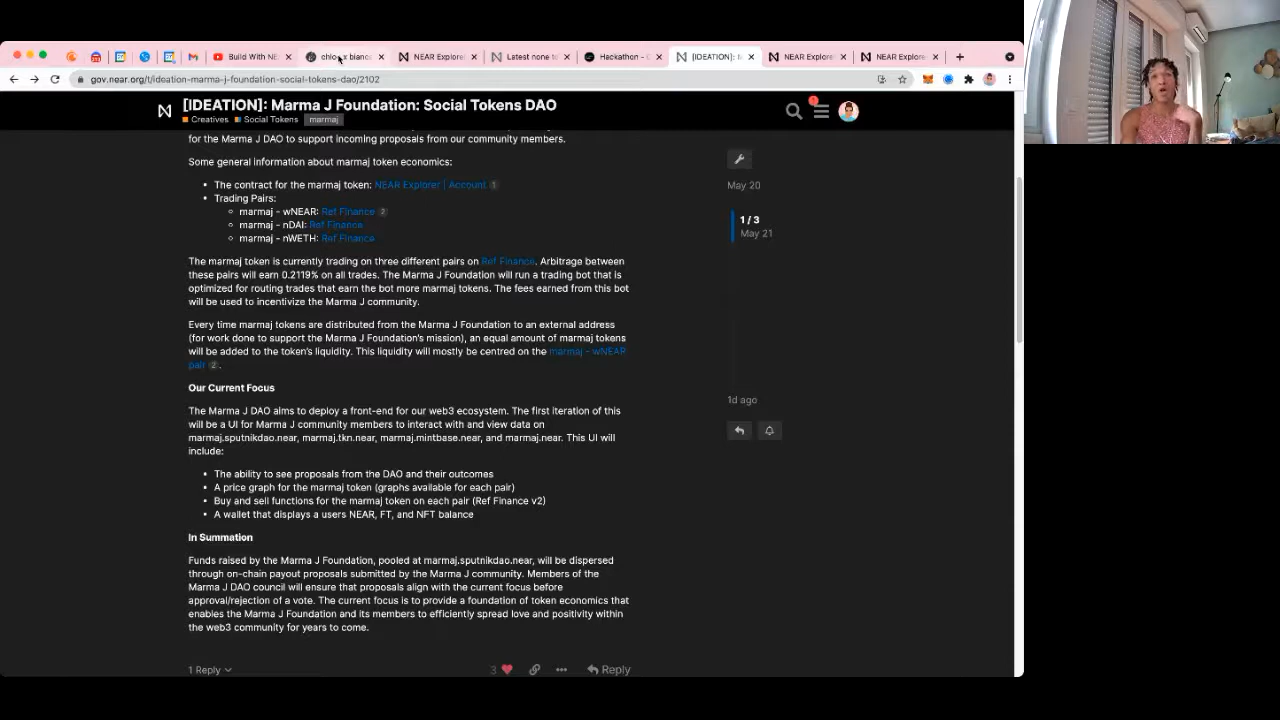 Build With NE
chloe x bianc
NEAR Explore
Latest none to
Hackathon - C
[IDEATION]: M
NEAR Explore
NEAR Explore
gov.near.org/t/ideation-marma-j-foundation-social-tokens-dao/2102
[IDEATION]: Marma J Foundation: Social Tokens DAO
Creatives Social Tokens marmaj
1
for the Marma J DAO to support incoming proposals from our community members.
Some general information about marmaj token economics:
• The contract for the marmaj token: NEAR Explorer | Account 1
• Trading Pairs:
marmaj - wNEAR: Ref Finance 2
marmaj - nDAI: Ref Finance
marmaj - nWETH: Ref Finance
The marmaj token is currently trading on three different pairs on Ref Finance. Arbitrage between
these pairs will earn 0.2119% on all trades. The Marma J Foundation will run a trading bot that is
optimized for routing trades that earn the bot more marmaj tokens. The fees earned from this bot
will be used to incentivize the Marma J community.
Every time marmaj tokens are distributed from the Marma J Foundation to an external address
(for work done to support the Marma J Foundation's mission), an equal amount of marmaj tokens
will be added to the token's liquidity. This liquidity will mostly be centred on the marmaj - wNEAR
pair 2.
Our Current Focus
The Marma J DAO aims to deploy a front-end for our web3 ecosystem. The first iteration of this
will be a UI for Marma J community members to interact with and view data on
marmaj.sputnikdao.near, marmaj.tkn.near, marmaj.mintbase.near, and marmaj.near. This UI will
include:
• The ability to see proposals from the DAO and their outcomes
• A price graph for the marmaj token (graphs available for each pair)
• Buy and sell functions for the marmaj token on each pair (Ref Finance v2)
• A wallet that displays a users NEAR, FT, and NFT balance
In Summation
Funds raised by the Marma J Foundation, pooled at marmaj.sputnikdao.near, will be dispersed
through on-chain payout proposals submitted by the Marma J community. Members of the
Marma J DAO council will ensure that proposals align with the current focus before
approval/rejection of a vote. The current focus is to provide a foundation of token economics that
enables the Marma J Foundation and its members to efficiently spread love and positivity within
the web3 community for years to come.
1 Reply
3
Reply
May 20
1 / 3
May 21
1d ago